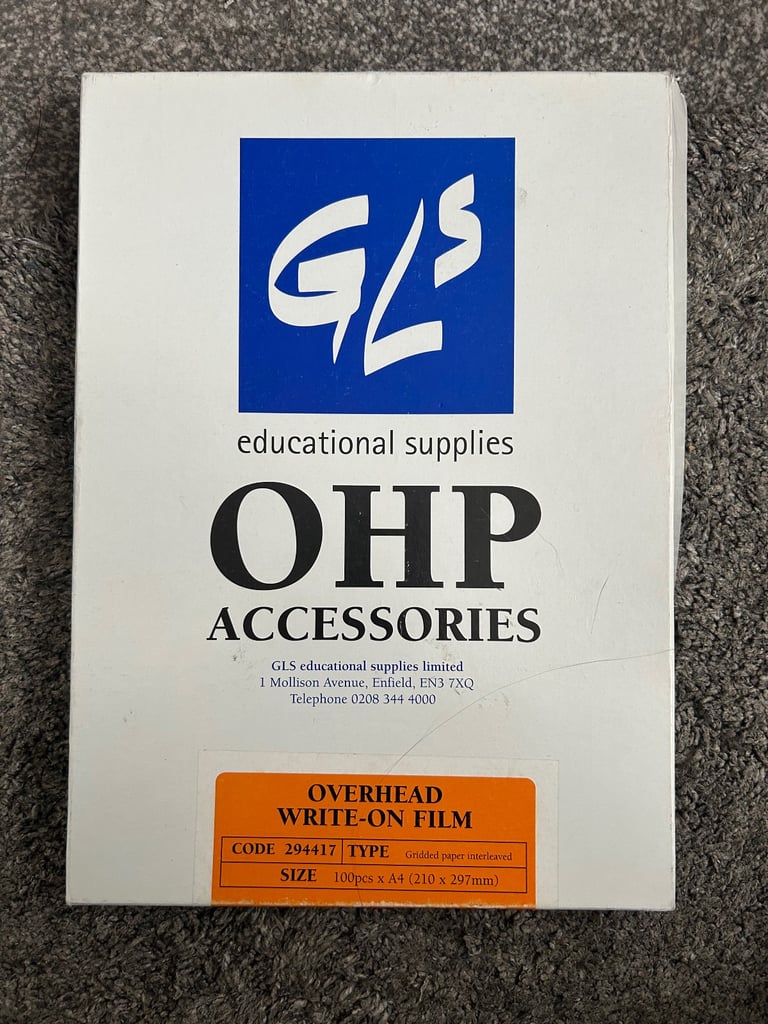 GLS
educational supplies
OHP
ACCESSORIES
GLS educational supplies limited
1 Mollison Avenue, Enfield, EN3 7XQ
Telephone 0208 344 4000
OVERHEAD
WRITE-ON FILM
CODE 294417 TYPE Gridded paper interleaved
SIZE 100pcs x A4 (210 x 297mm)